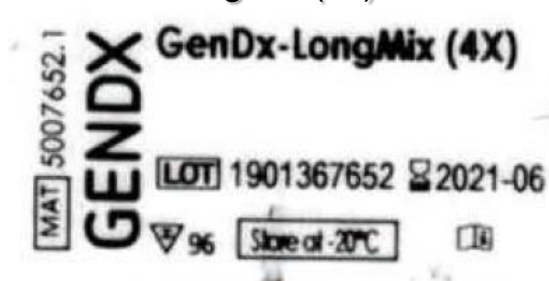 MAT 5007652.1
GENDX
GenDx-LongMix (4X)
LOT 1901367652 2021-06
96 Store at -20°C